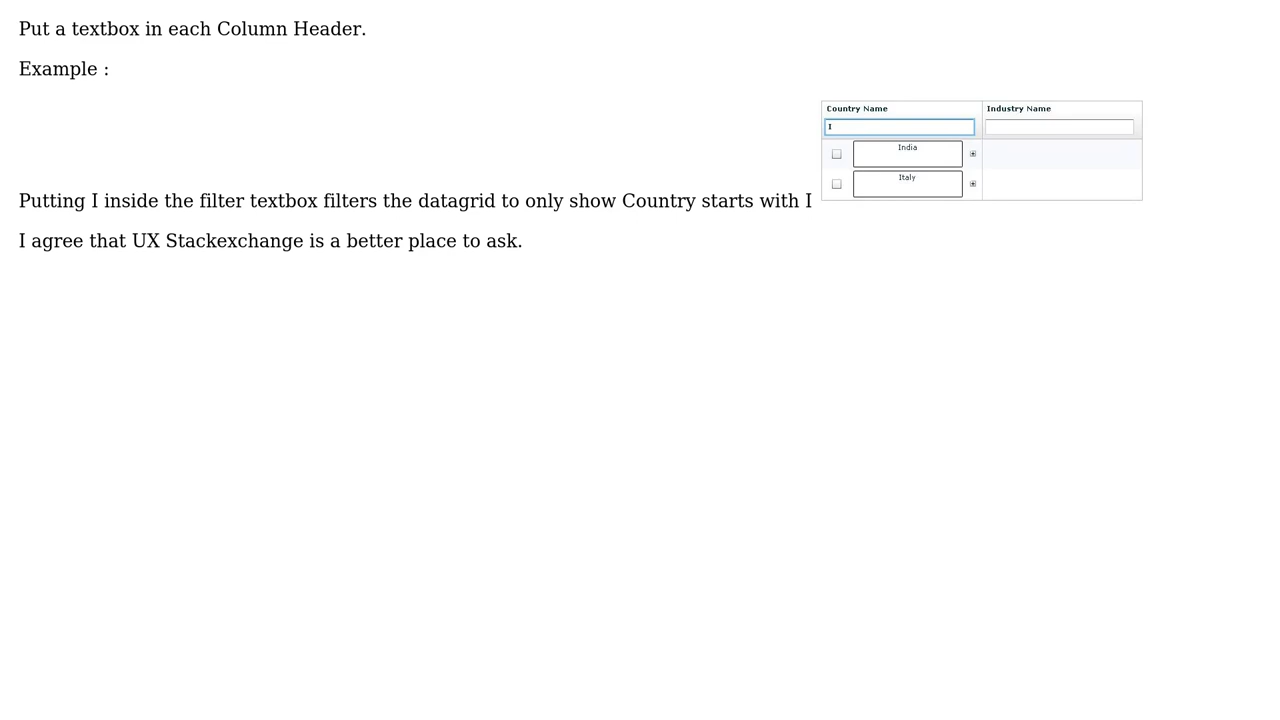 Put a textbox in each Column Header.
Example :
Country Name Industry Name
I
India
Italy
Putting I inside the filter textbox filters the datagrid to only show Country starts with I
I agree that UX Stackexchange is a better place to ask.